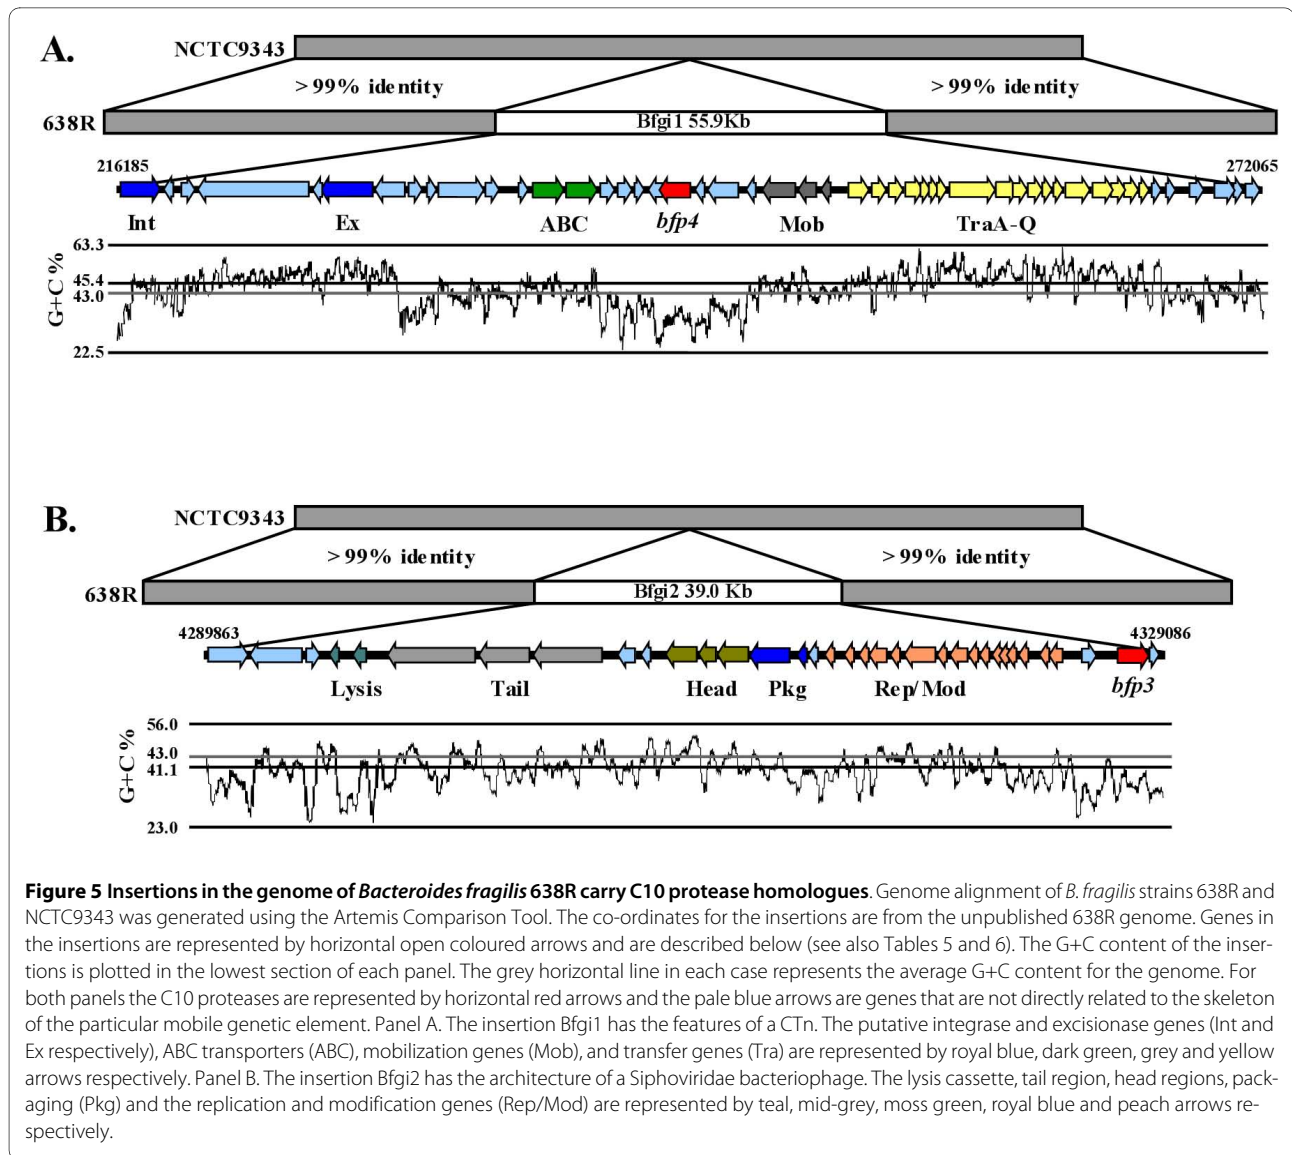 A.
NCTC9343
> 99% identity
> 99% identity
638R
Bfgi1 55.9Kb
216185
272065
Int
Ex
ABC
bfp4
Mob
TraA-Q
G+C %
63.3
45.4
43.0
22.5
B.
NCTC9343
> 99% identity
> 99% identity
638R
Bfgi2 39.0 Kb
4289863
4329086
Lysis
Tail
Head
Pkg
Rep/Mod
bfp3
G+C %
56.0
43.0
41.1
23.0
Figure 5 Insertions in the genome of Bacteroides fragilis 638R carry C10 protease homologues. Genome alignment of B. fragilis strains 638R and
NCTC9343 was generated using the Artemis Comparison Tool. The co-ordinates for the insertions are from the unpublished 638R genome. Genes in
the insertions are represented by horizontal open coloured arrows and are described below (see also Tables 5 and 6). The G+C content of the inser-
tions is plotted in the lowest section of each panel. The grey horizontal line in each case represents the average G+C content for the genome. For
both panels the C10 proteases are represented by horizontal red arrows and the pale blue arrows are genes that are not directly related to the skeleton
of the particular mobile genetic element. Panel A. The insertion Bfgi1 has the features of a CTn. The putative integrase and excisionase genes (Int and
Ex respectively), ABC transporters (ABC), mobilization genes (Mob), and transfer genes (Tra) are represented by royal blue, dark green, grey and yellow
arrows respectively. Panel B. The insertion Bfgi2 has the architecture of a Siphoviridae bacteriophage. The lysis cassette, tail region, head regions, pack-
aging (Pkg) and the replication and modification genes (Rep/Mod) are represented by teal, mid-grey, moss green, royal blue and peach arrows re-
spectively.